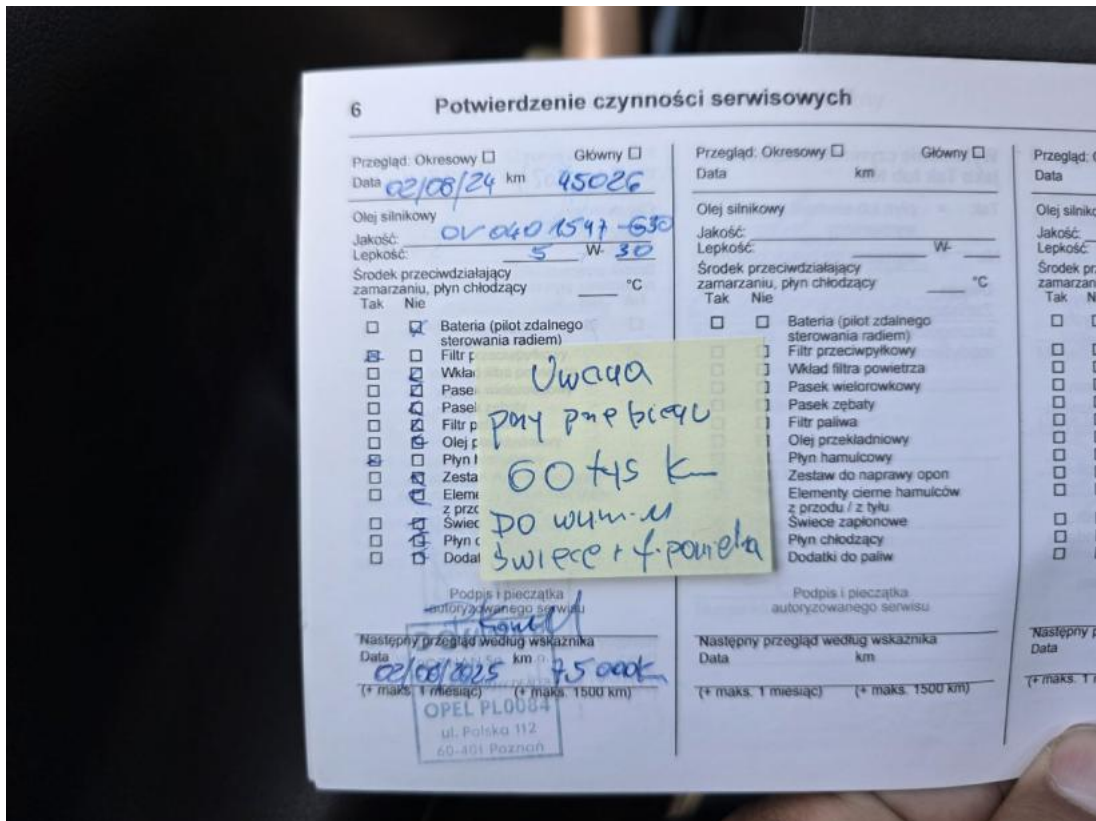 6 Potwierdzenie czynności serwisowych
Przegląd: Okresowy Główny
Data 02/08/24 km 45026
Olej silnikowy
Jakość: OV 040 1547 -G30
Lepkość: 5 W- 30
Środek przeciwdziałający
zamarzaniu, płyn chłodzący °C
Tak Nie
Bateria (pilot zdalnego
sterowania radiem)
Filtr
Pasek
Filtr
Olej
Płyn
z
Podpis i pieczątka
autoryzowanego serwisu
Następny przegląd według wskaźnika
Data 02/08/2025 km 75 000k
(+ maks. 1 miesiąc) (+ maks. 1500 km)
OPEL PL0084
ul. Polska 112
60-401 Poznań
Uwaga
przy przebiegu
60 tys km
Do wym-y
Świece + f. powietrza
Przegląd: Okresowy Główny
Data km
Olej silnikowy
Jakość:
Lepkość: W-
Środek przeciwdziałający
zamarzaniu, płyn chłodzący °C
Tak Nie
Bateria (pilot zdalnego
sterowania radiem)
Filtr przeciwpyłkowy
Wkład filtra powietrza
Pasek wielorowkowy
Pasek zębaty
Filtr paliwa
Olej przekładniowy
Płyn hamulcowy
Zestaw do naprawy opon
Elementy cierne hamulców
z przodu / z tyłu
Świece zapłonowe
Płyn chłodzący
Dodatki do paliw
Podpis i pieczątka
autoryzowanego serwisu
Następny przegląd według wskaźnika
Data km
(+ maks. 1 miesiąc) (+ maks. 1500 km)
Przegląd:
Data
Jakość:
Lepkość:
Środek
Tak
Następny
Data
(+ maks. 1